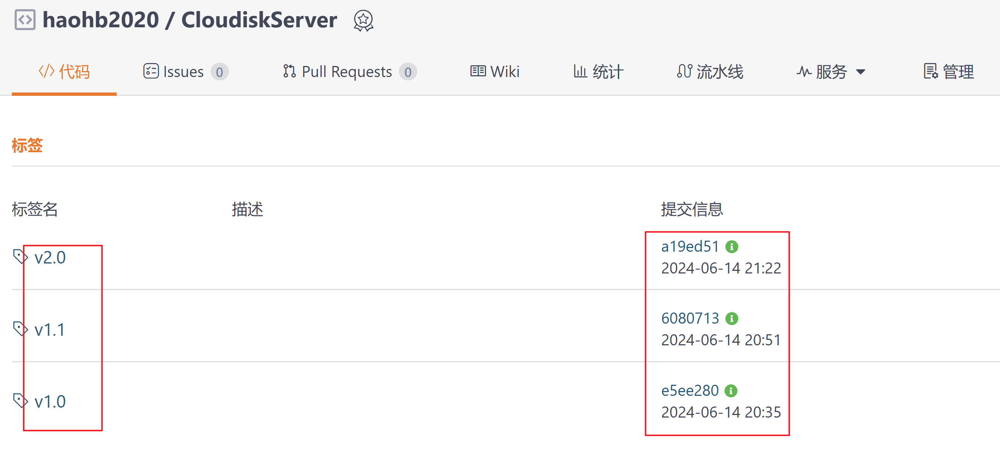 haohb2020 / CloudiskServer
代码 Issues 0 Pull Requests 0 Wiki 统计 流水线 服务 管理
标签
标签名 描述 提交信息
v2.0 a19ed51
2024-06-14 21:22
v1.1 6080713
2024-06-14 20:51
v1.0 e5ee280
2024-06-14 20:35